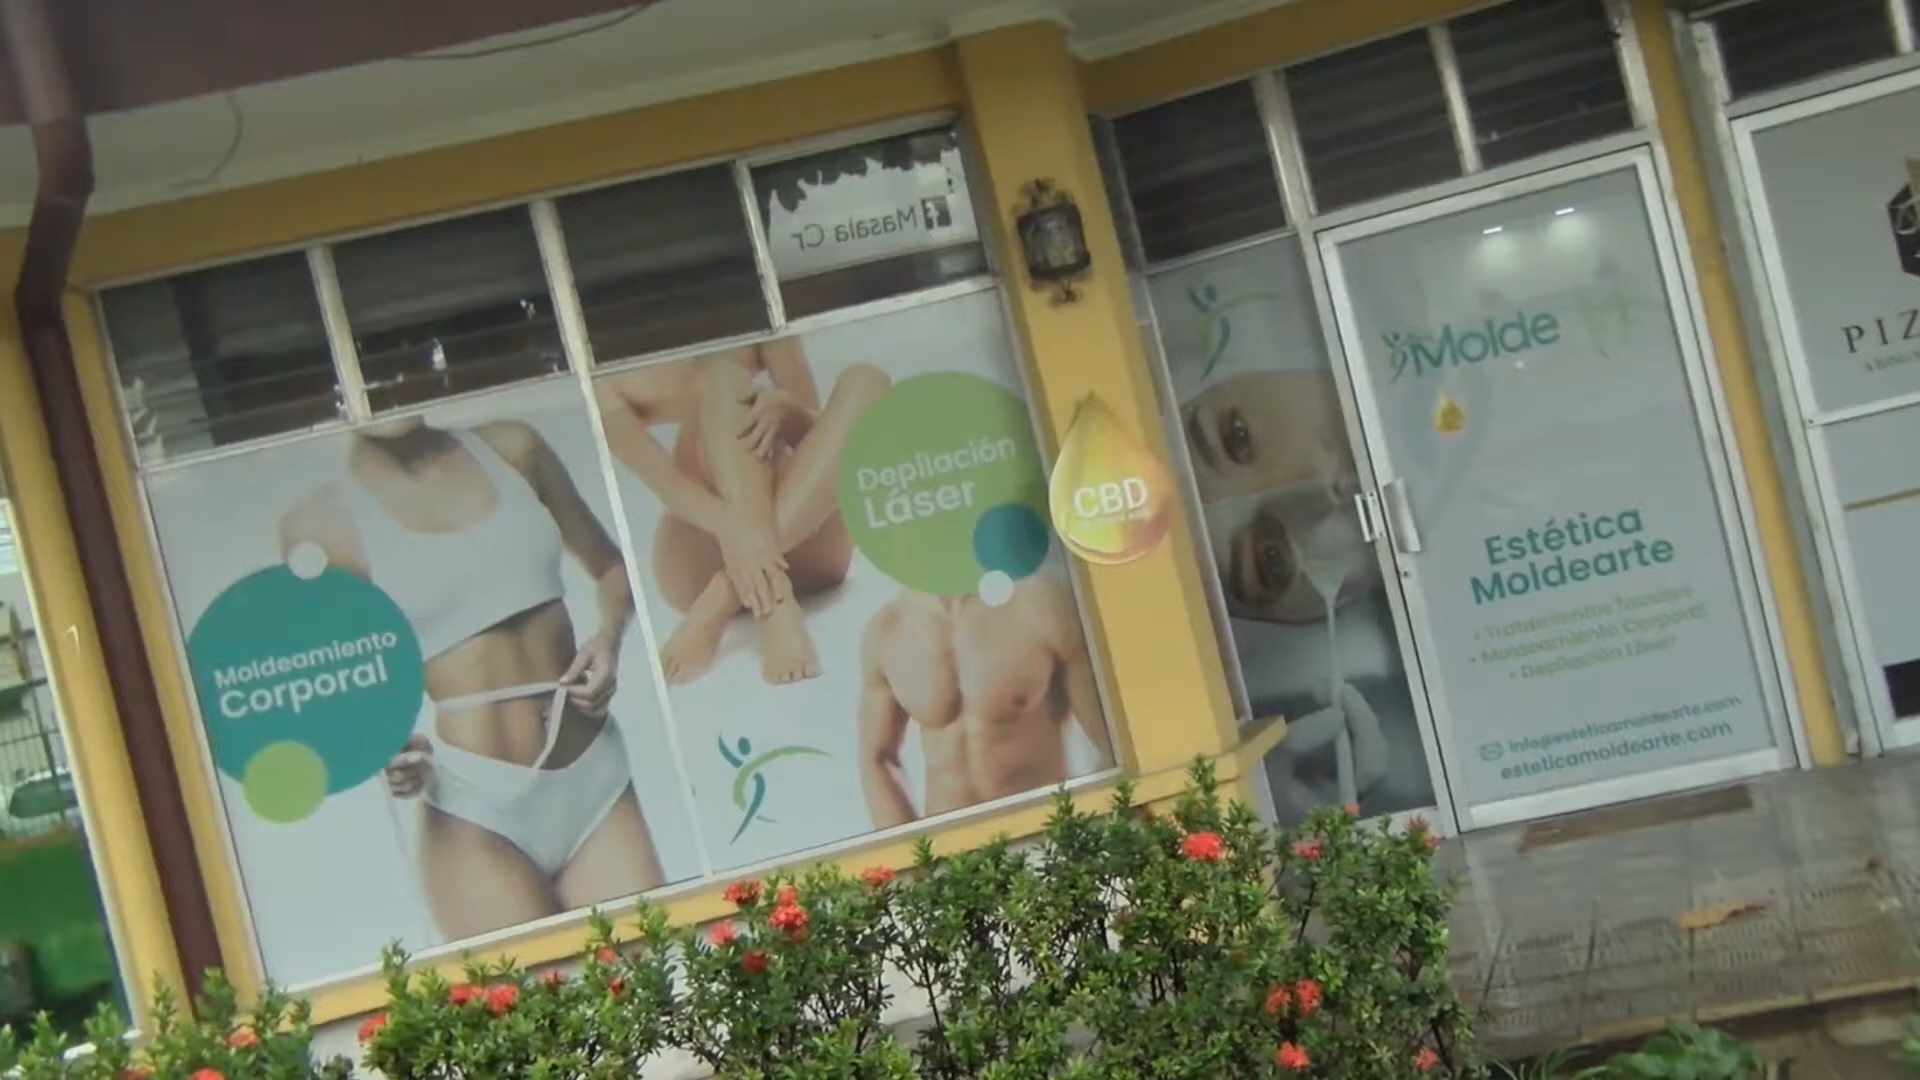 Masala Cr
Moldeamiento
Corporal
Depilación
Láser
CBD
Molde
Estética
Moldearte
• Tratamientos faciales
• Moldeamiento Corporal
• Depilación Láser
info@esteticamoldearte.com
esteticamoldearte.com
PIZ